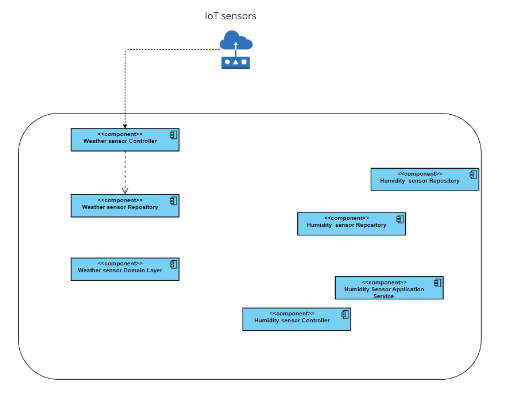 IoT sensors
<<component>>
Weather sensor Controller
<<component>>
Humidity sensor Repository
<<component>>
Weather sensor Repository
<<component>>
Humidity sensor Repository
<<component>>
Weather sensor Domain Layer
<<component>>
Humidity Sensor Application
Service
<<component>>
Humidity sensor Controller